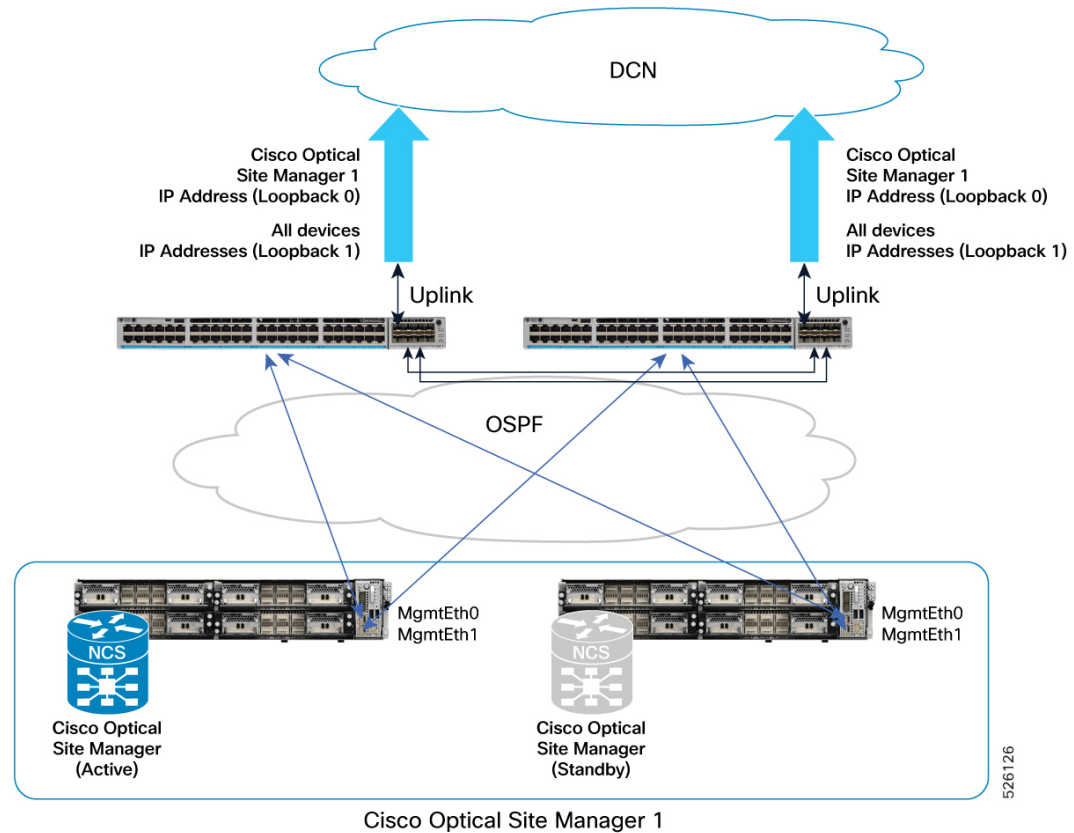 DCN
Cisco Optical
Site Manager 1
IP Address (Loopback 0)
All devices
IP Addresses (Loopback 1)
Cisco Optical
Site Manager 1
IP Address (Loopback 0)
All devices
IP Addresses (Loopback 1)
Uplink
Uplink
OSPF
MgmtEth0
MgmtEth1
MgmtEth0
MgmtEth1
NCS
NCS
Cisco Optical
Site Manager
(Active)
Cisco Optical
Site Manager
(Standby)
526126
Cisco Optical Site Manager 1